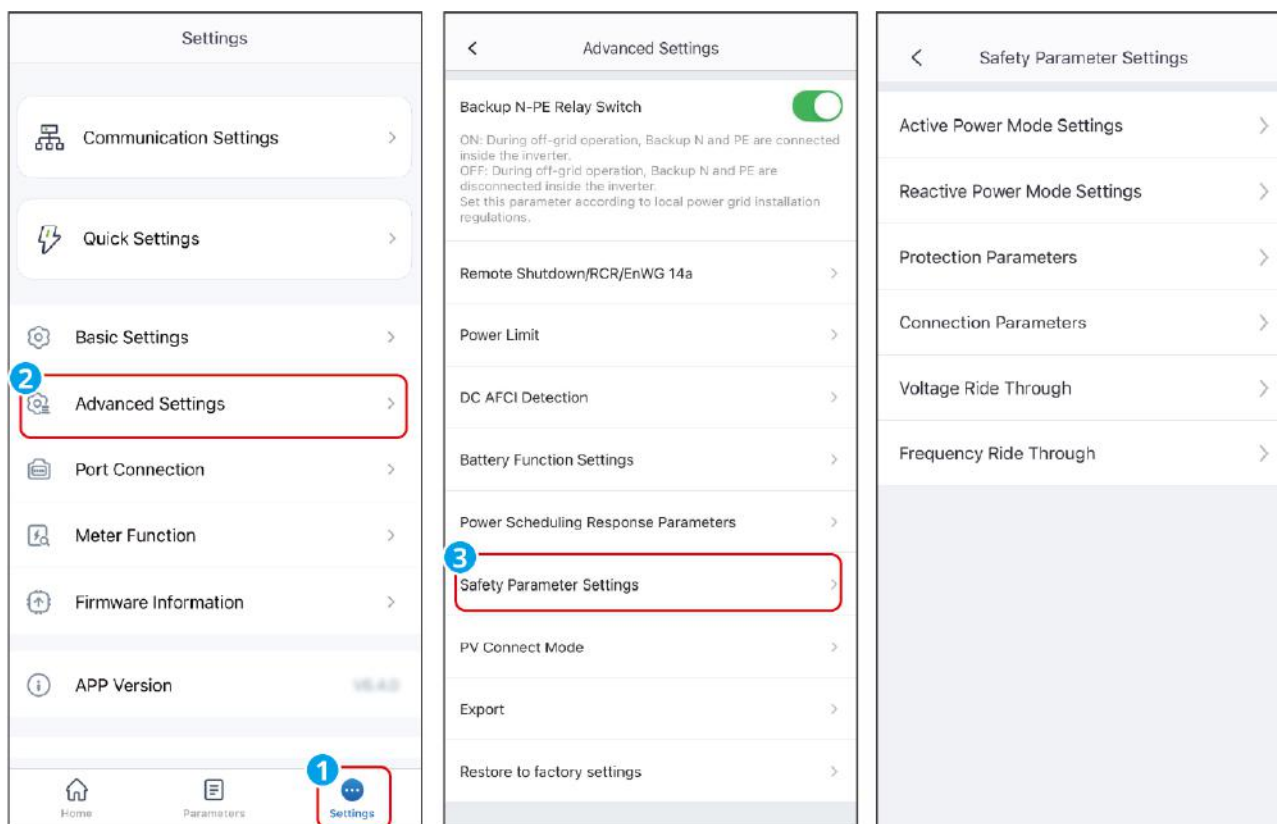 Settings
Communication Settings
Quick Settings
Basic Settings
2
Advanced Settings
Port Connection
Meter Function
Firmware Information
APP Version
1
Home
Parameters
Settings
Advanced Settings
Backup N-PE Relay Switch
ON: During off-grid operation, Backup N and PE are connected
inside the inverter.
OFF: During off-grid operation, Backup N and PE are
disconnected inside the inverter.
Set this parameter according to local power grid installation
regulations.
Remote Shutdown/RCR/EnWG 14a
Power Limit
DC AFCI Detection
Battery Function Settings
Power Scheduling Response Parameters
3
Safety Parameter Settings
PV Connect Mode
Export
Restore to factory settings
Safety Parameter Settings
Active Power Mode Settings
Reactive Power Mode Settings
Protection Parameters
Connection Parameters
Voltage Ride Through
Frequency Ride Through